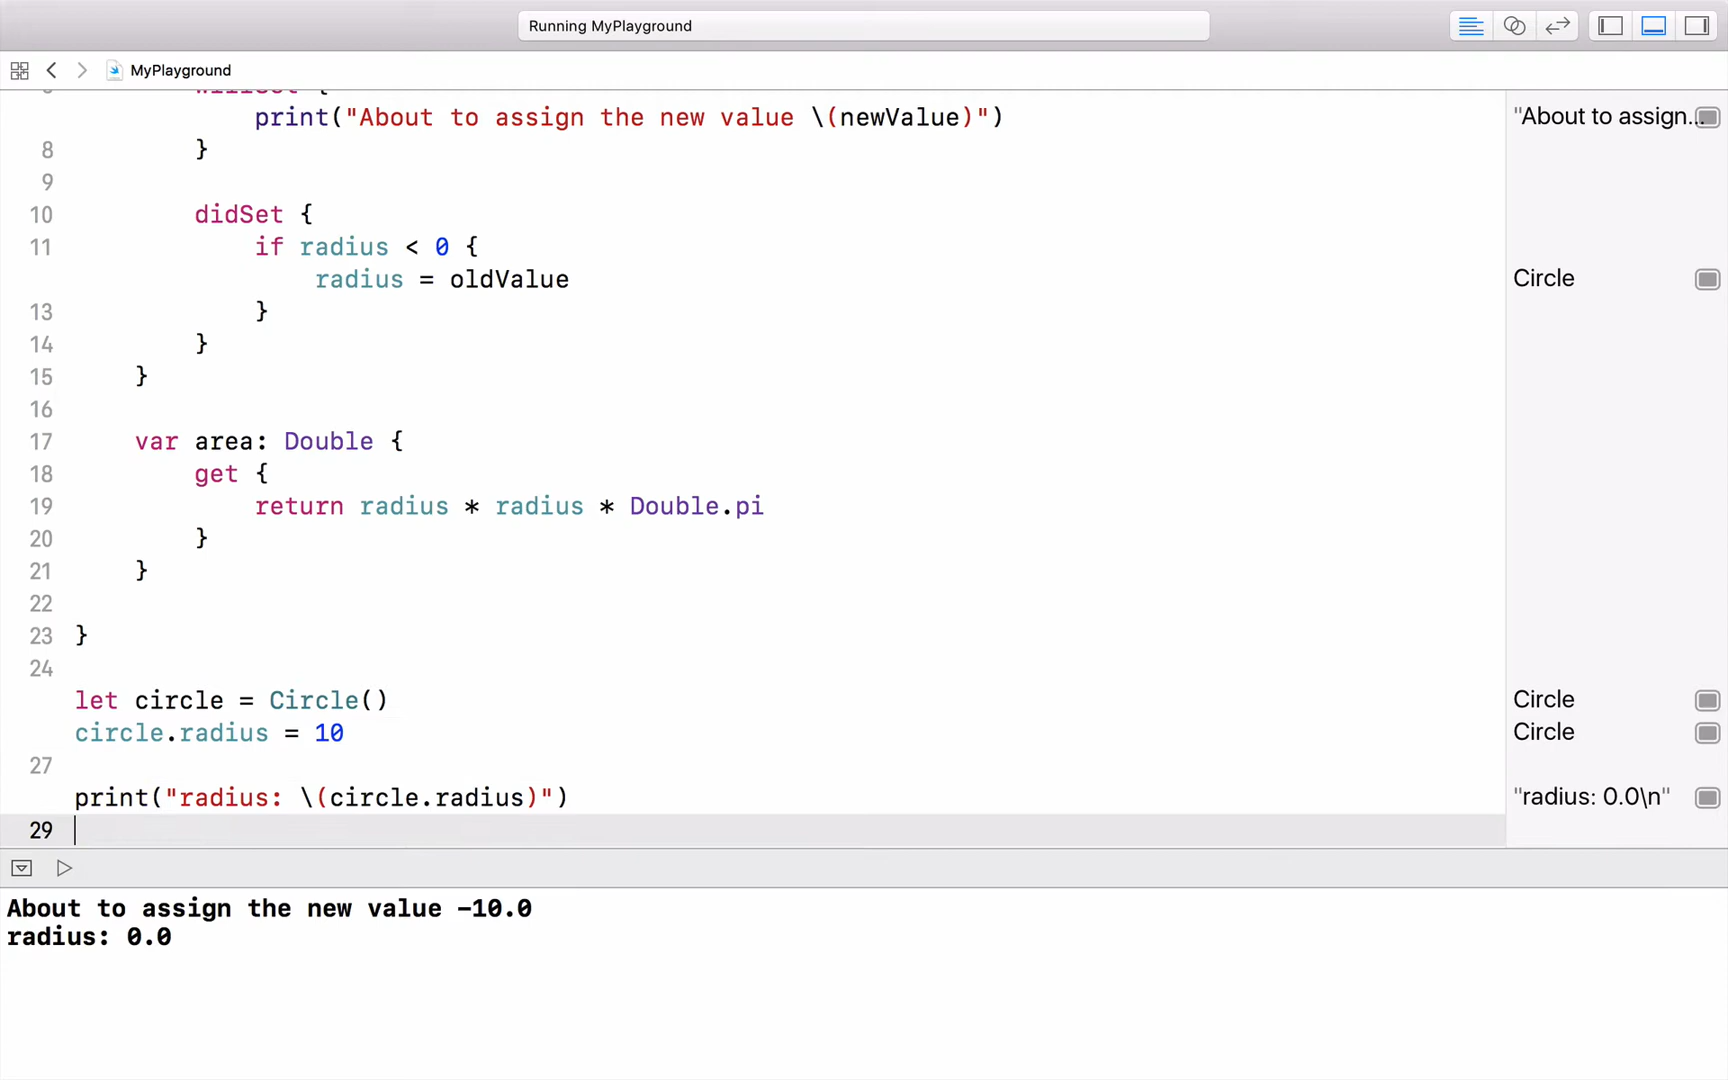 Running MyPlayground
MyPlayground
print("About to assign the new value \(newValue)")
"About to assign...
8 }
9
10 didSet {
11 if radius < 0 {
radius = oldValue
Circle
13 }
14 }
15 }
16
17 var area: Double {
18 get {
19 return radius * radius * Double.pi
20 }
21 }
22
23 }
24
let circle = Circle()
Circle
circle.radius = 10
Circle
27
print("radius: \(circle.radius)")
"radius: 0.0\n"
29
About to assign the new value -10.0
radius: 0.0